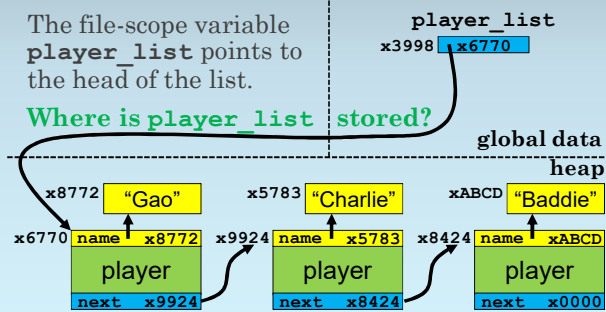 The file-scope variable
player_list points to
the head of the list.
Where is player_list stored?
player_list
x3998 x6770
global data
heap
x8772 "Gao" x5783 "Charlie" xABCD "Baddie"
x6770 name x8772 x9924 name x5783 x8424 name xABCD
player player player
next x9924 next x8424 next x0000